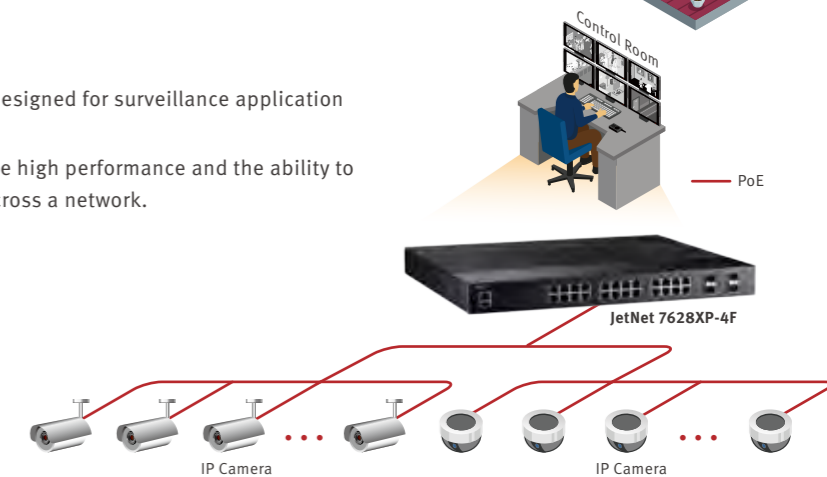 Control Room
esigned for surveillance application
e high performance and the ability to
ross a network.
PoE
JetNet 7628XP-4F
IP Camera
IP Camera